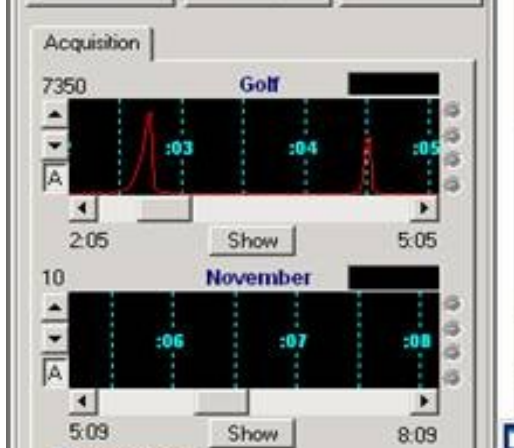 Acquisition
7350 Golf
:03 :04 :05
A
2:05 Show 5:05
10 November
:06 :07 :08
A
5:09 Show 8:09